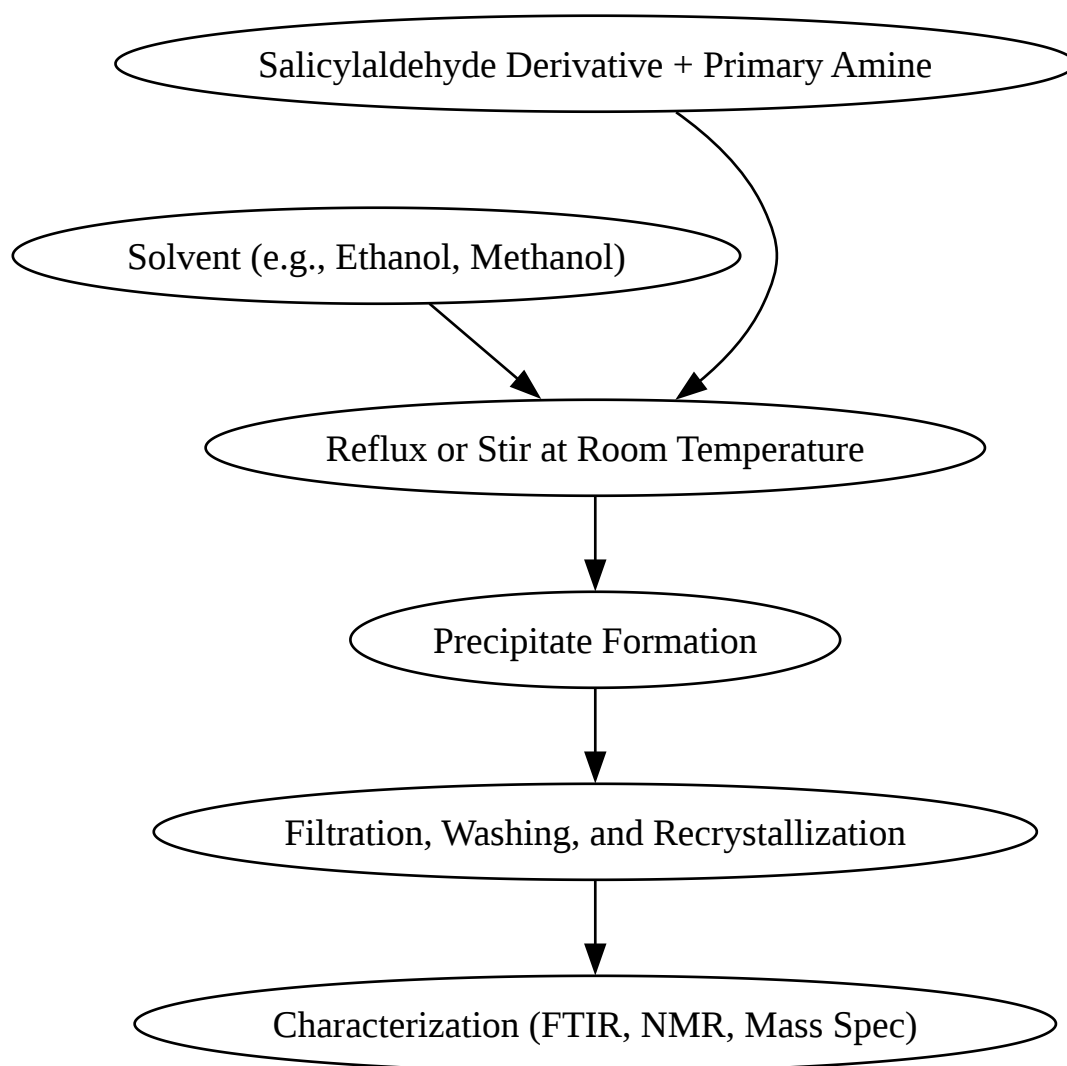 Salicylaldehyde Derivative + Primary Amine
Solvent (e.g., Ethanol, Methanol)
Reflux or Stir at Room Temperature
Precipitate Formation
Filtration, Washing, and Recrystallization
Characterization (FTIR, NMR, Mass Spec)